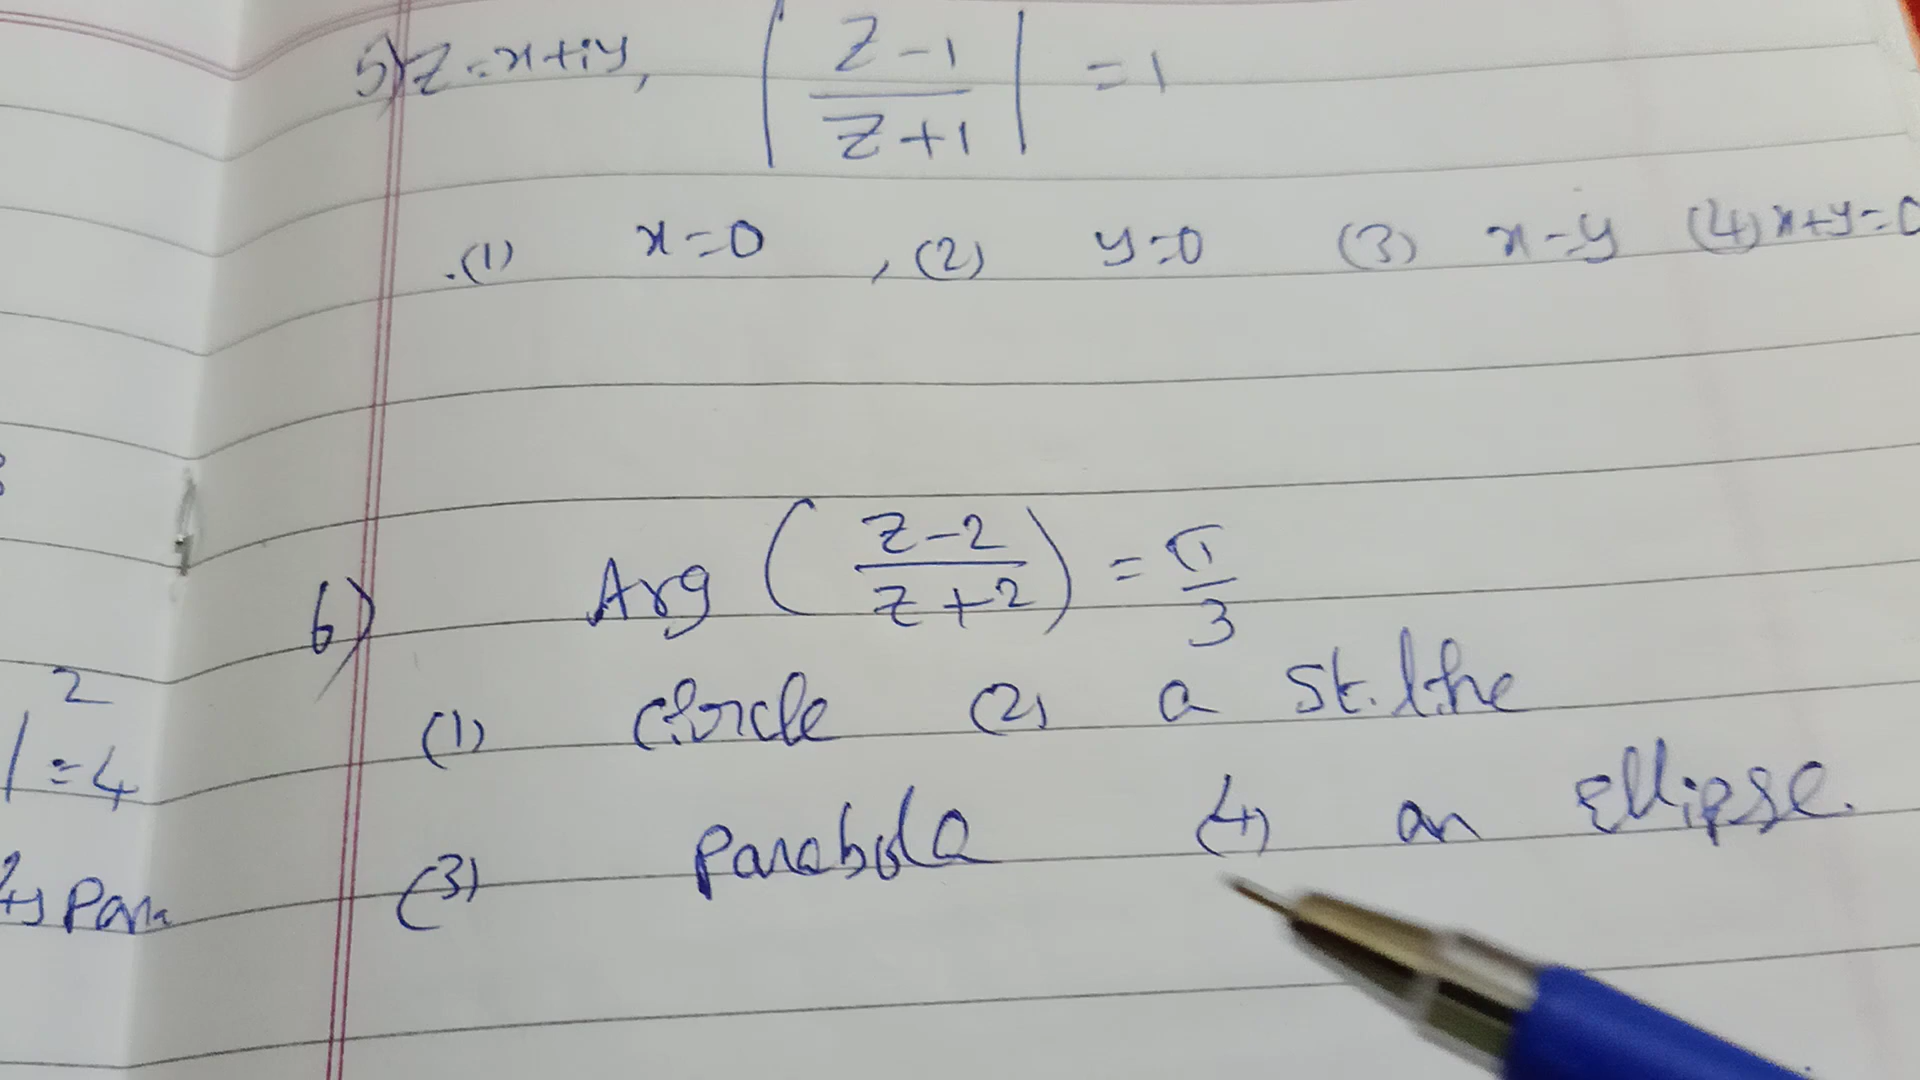 5) Z = x+iy, | (Z-1)/(Z+1) | = 1
.(1) x=0 , (2) y=0 (3) x-y (4) x+y=0
6) Arg ( (Z-2)/(Z+2) ) = π/3
(1) Circle (2) a St. line
(3) parabola (4) an Ellipse.
2
| = 4
Para